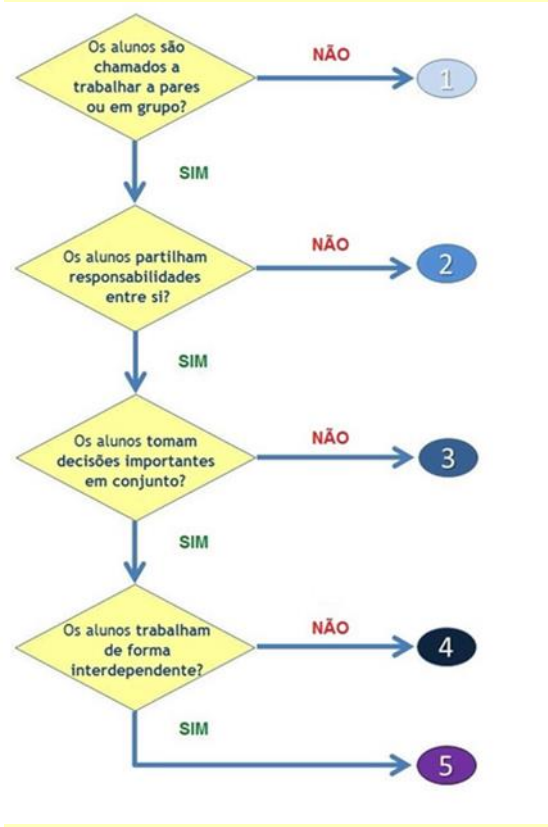 Os alunos são
chamados a
trabalhar a pares
ou em grupo?
NÃO
1
SIM
Os alunos partilham
responsabilidades
entre si?
NÃO
2
SIM
Os alunos tomam
decisões importantes
em conjunto?
NÃO
3
SIM
Os alunos trabalham
de forma
interdependente?
NÃO
4
SIM
5